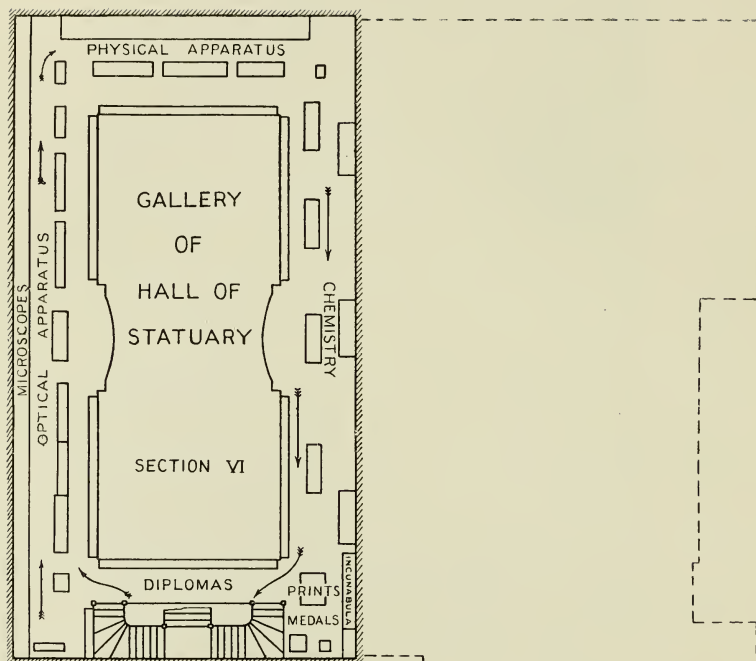 PHYSICAL APPARATUS
GALLERY
OF
HALL OF
STATUARY
MICROSCOPES
OPTICAL APPARATUS
CHEMISTRY
SECTION VI
DIPLOMAS
PRINTS
MEDALS
INCUNABULA